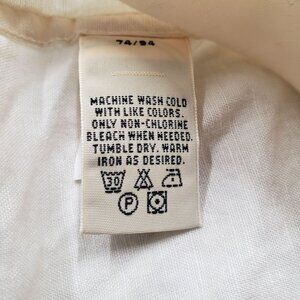 74/94
MACHINE WASH COLD
WITH LIKE COLORS.
ONLY NON-CHLORINE
BLEACH WHEN NEEDED.
TUMBLE DRY. WARM
IRON AS DESIRED.
30
P